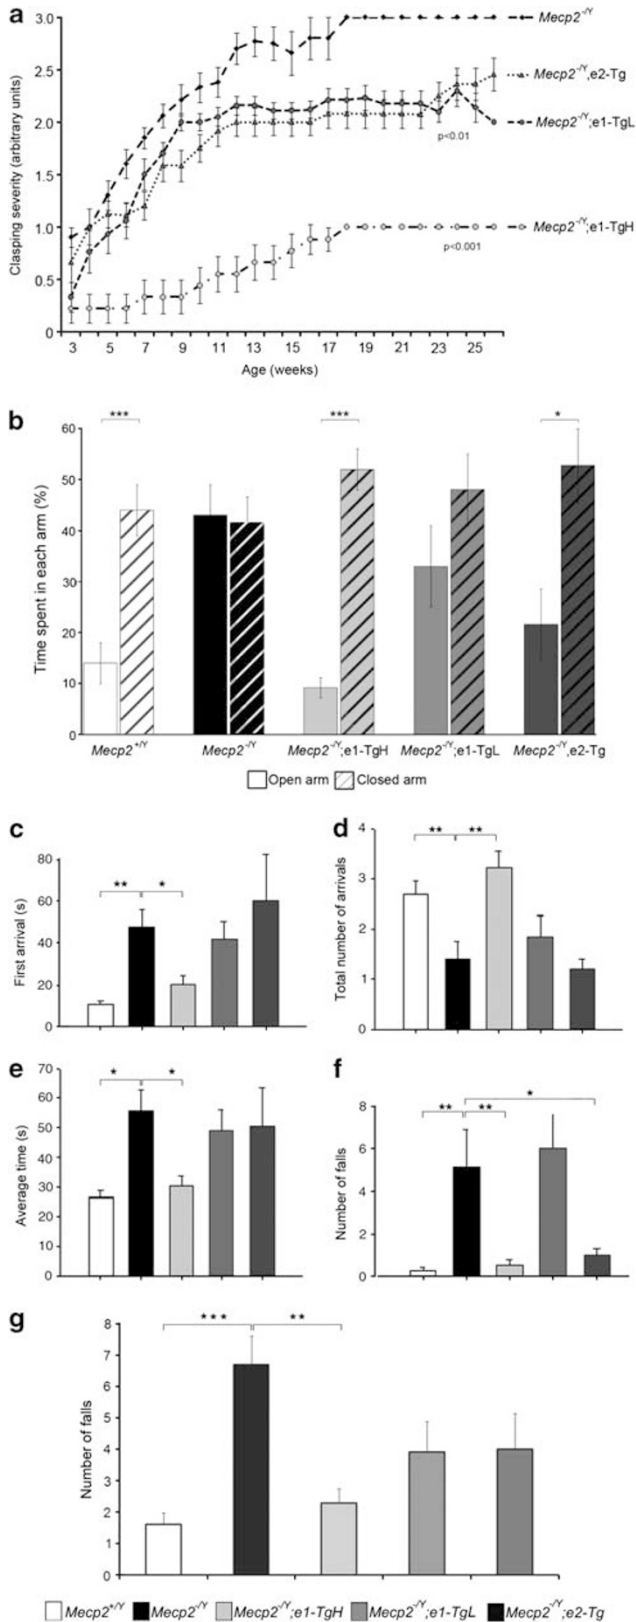 a
Clasping severity (arbitrary units)
3.0
2.5
2.0
1.5
1.0
0.5
0
3 5 7 9 11 13 15 17 19 21 23 25
Age (weeks)
Mecp2-/Y
Mecp2-/Y,e2-Tg
Mecp2-/Y;e1-TgL
p<0.01
Mecp2-/Y;e1-TgH
p<0.001
b
Time spent in each arm (%)
60
50
40
30
20
10
0
*** *** *
Mecp2+/Y Mecp2-/Y Mecp2-/Y;e1-TgH Mecp2-/Y;e1-TgL Mecp2-/Y,e2-Tg
Open arm Closed arm
c
First arrival (s)
80
60
40
20
0
** *
d
Total number of arrivals
4
3
2
1
0
** **
e
Average time (s)
70
60
50
40
30
20
10
0
* *
f
Number of falls
8
6
4
2
0
** ** *
g
Number of falls
8
7
6
5
4
3
2
1
0
*** **
Mecp2+/Y Mecp2-/Y Mecp2-/Y;e1-TgH Mecp2-/Y;e1-TgL Mecp2-/Y;e2-Tg